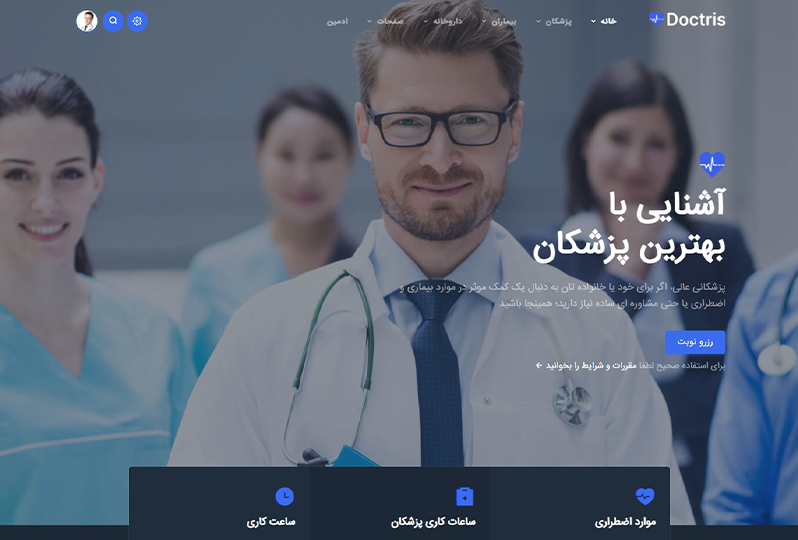 Doctris
خانه
پزشکان
بیماران
داروخانه
صفحات
ادمین
آشنایی با
بهترین پزشکان
پزشکانی عالی، اگر برای خود یا خانواده تان به دنبال یک کمک موثر در موارد بیماری و
اضطراری یا حتی مشاوره ای ساده نیاز دارید؛ همینجا باشید
رزرو نوبت
برای استفاده صحیح لطفا مقررات و شرایط را بخوانید ←
موارد اضطراری
ساعات کاری پزشکان
ساعت کاری